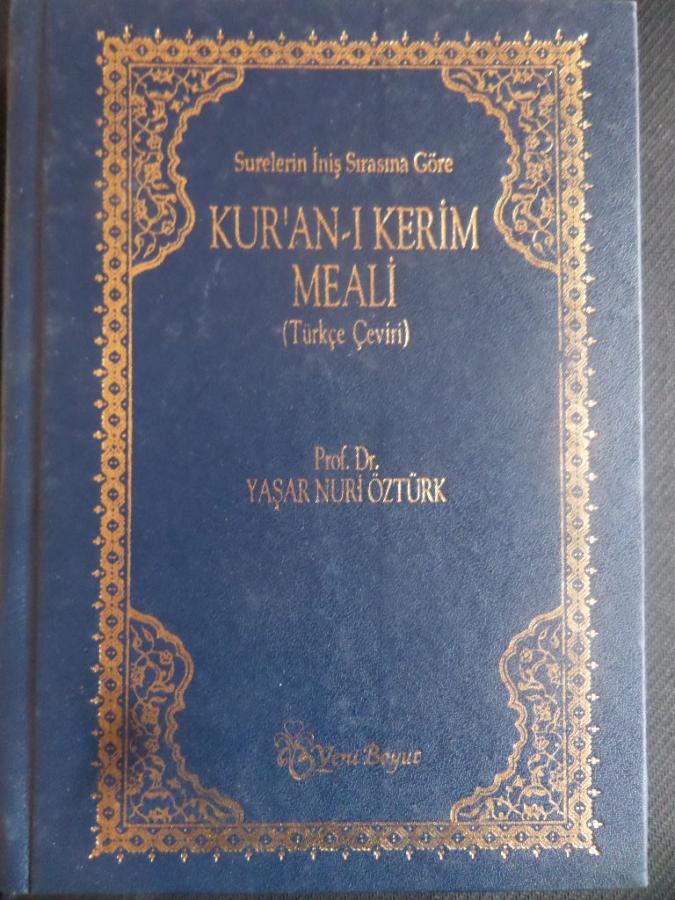 Surelerin İniş Sırasına Göre
KUR'AN-I KERİM
MEALİ
(Türkçe Çeviri)
Prof. Dr.
YAŞAR NURİ ÖZTÜRK
Yeni Boyut